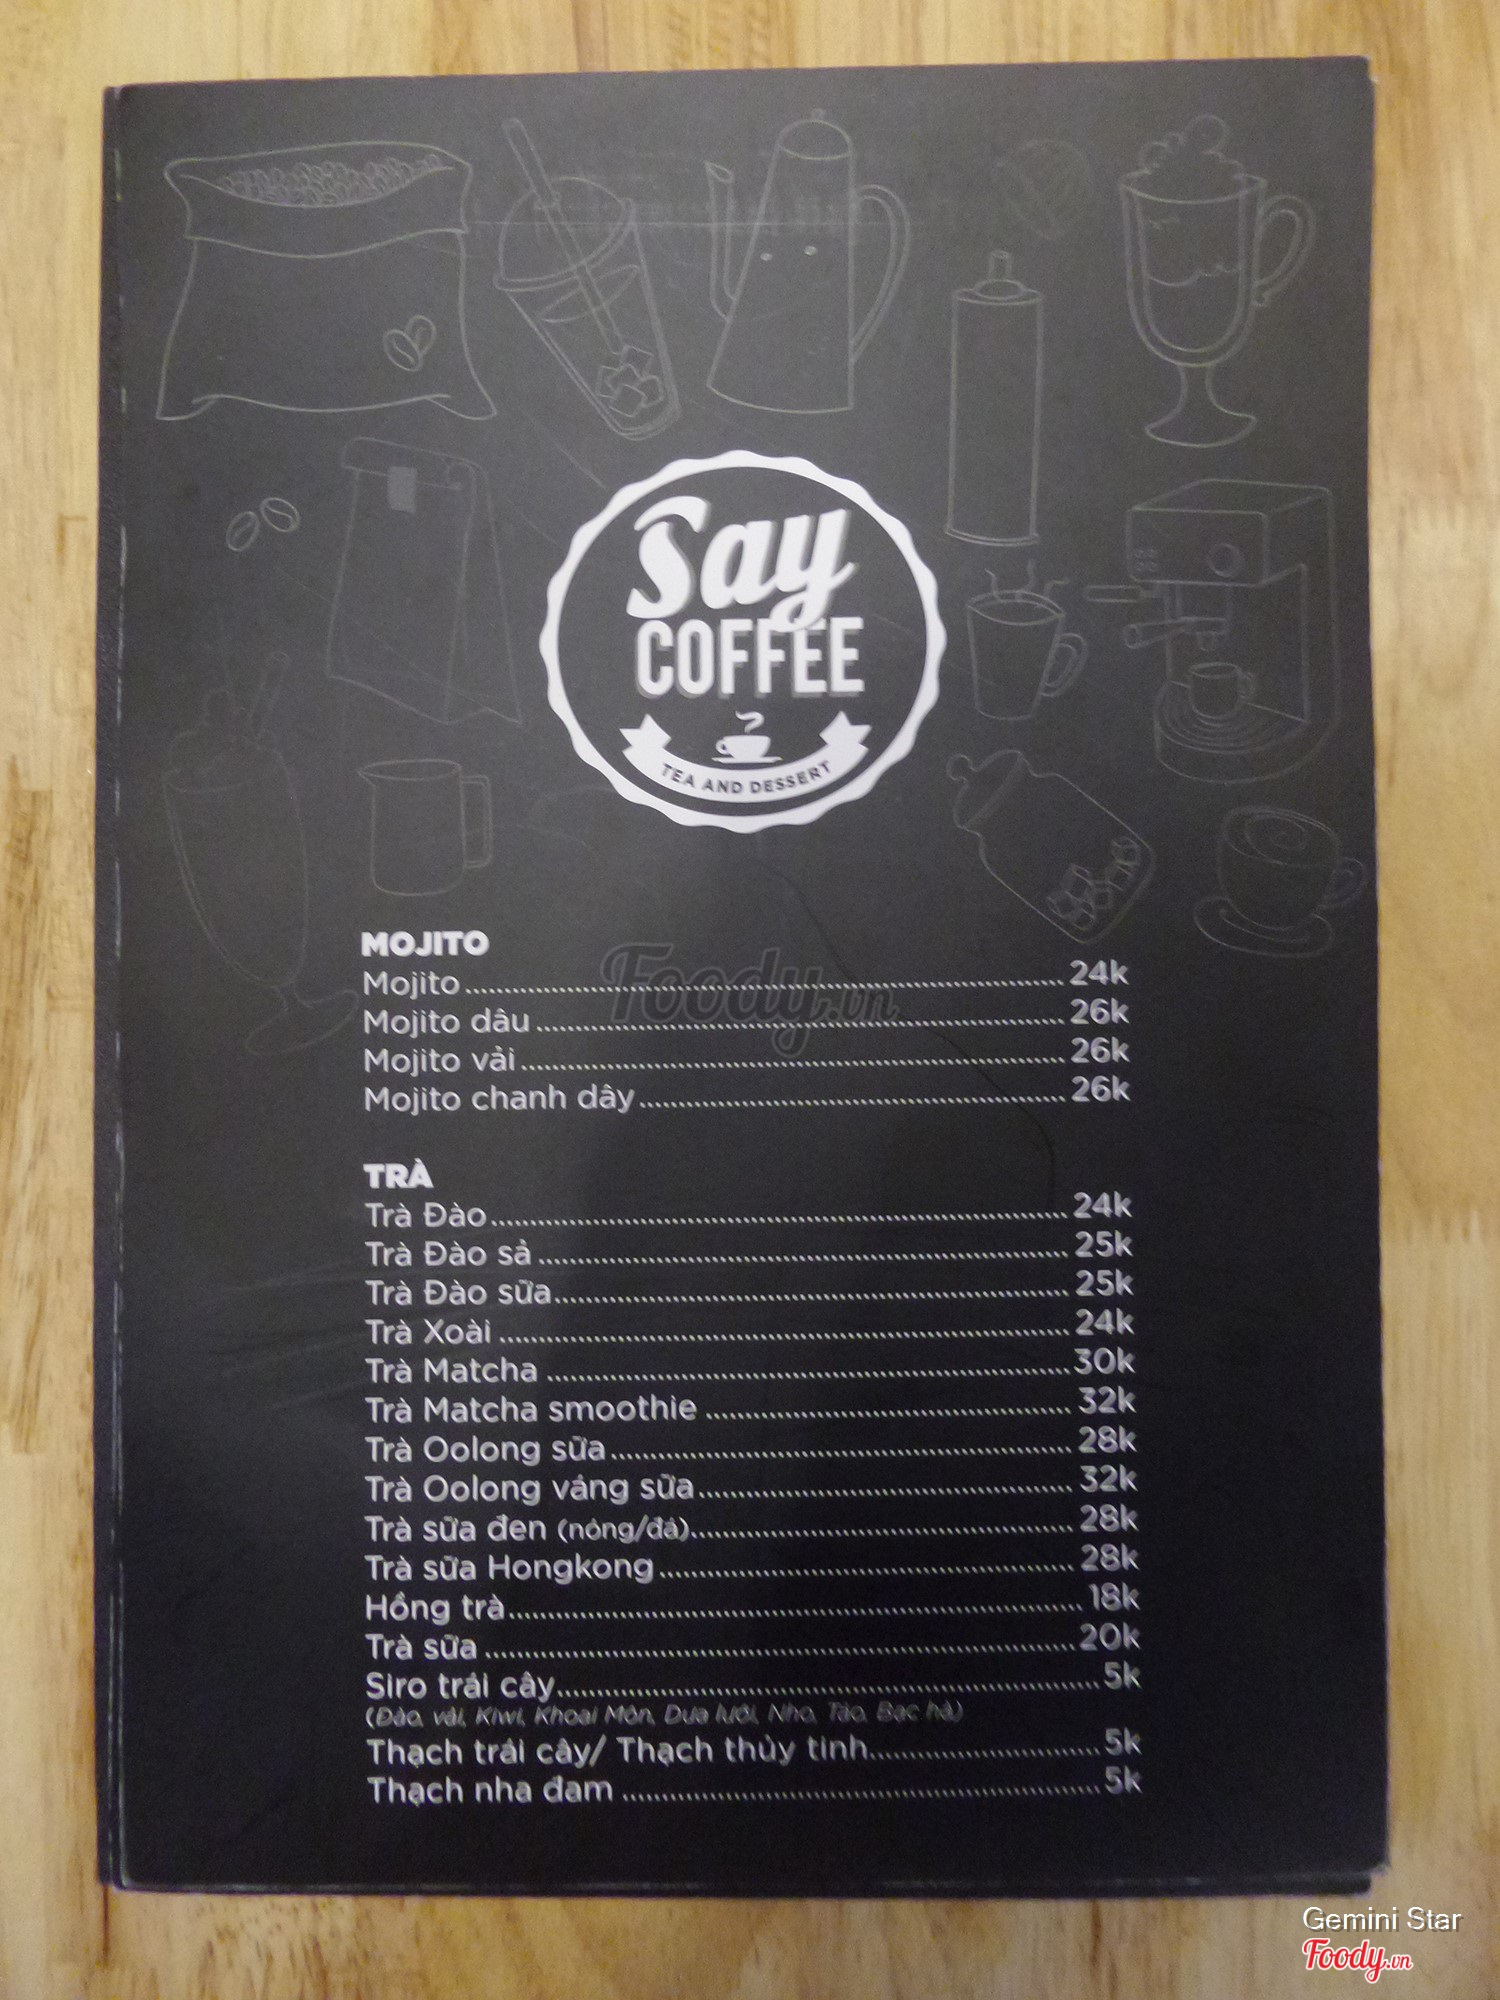 Say
COFFEE
TEA AND DESSERT
MOJITO
Mojito 24k
Mojito dâu 26k
Mojito vải 26k
Mojito chanh dây 26k
TRÀ
Trà Đào 24k
Trà Đào sả 25k
Trà Đào sữa 25k
Trà Xoài 24k
Trà Matcha 30k
Trà Matcha smoothie 32k
Trà Oolong sữa 28k
Trà Oolong váng sữa 32k
Trà sữa đen (nóng/đá) 28k
Trà sữa Hongkong 28k
Hồng trà 18k
Trà sữa 20k
Siro trái cây 5k
(Đào, vải, Kiwi, Khoai Môn, Dưa lưới, Nho, Táo, Bạc hà)
Thạch trái cây/ Thạch thủy tinh 5k
Thạch nha đam 5k
Foody.vn
Gemini Star
Foody.vn